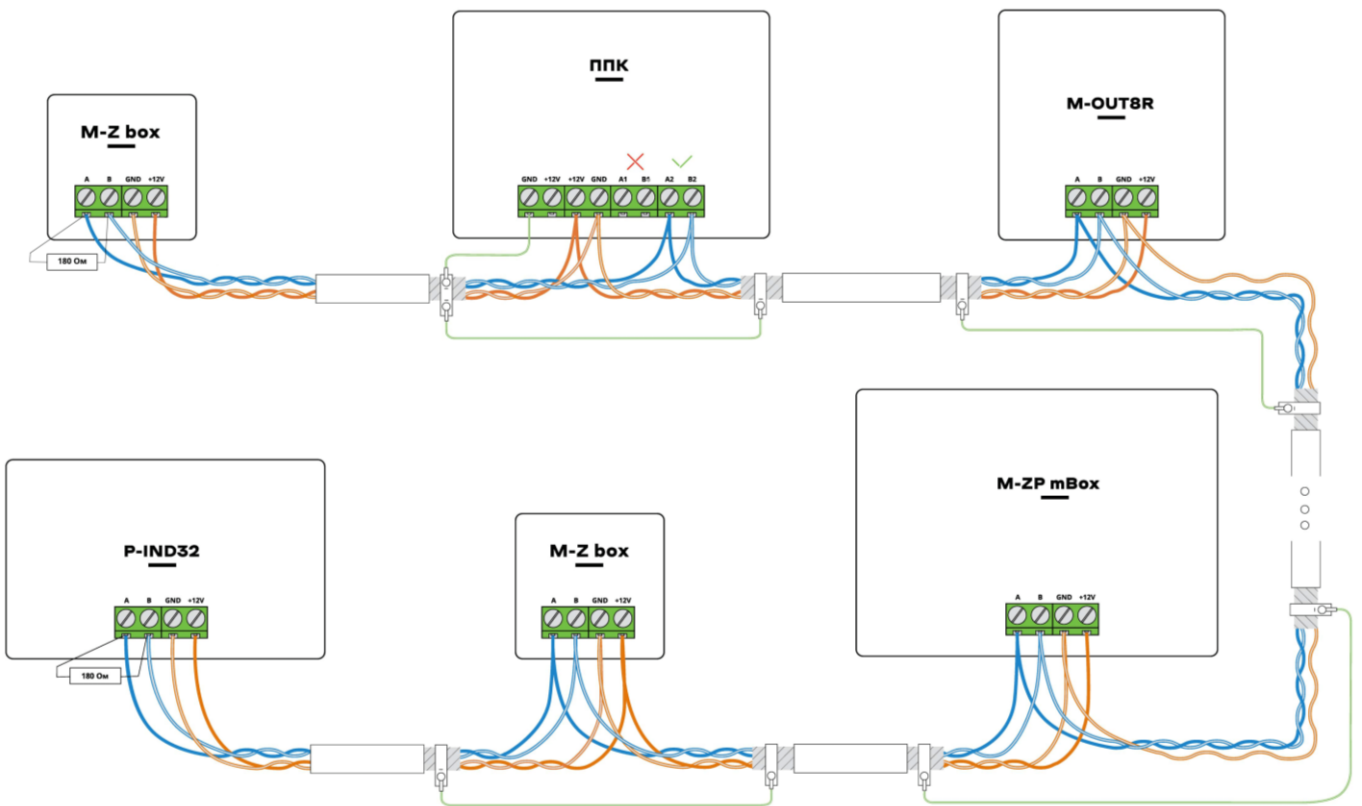 ППК
M-OUT8R
M-Z box
A B GND +12V
GND +12V +12V GND A1 B1 A2 B2
A B GND +12V
180 Ом
M-ZP mBox
P-IND32
M-Z box
A B GND +12V
A B GND +12V
A B GND +12V
180 Ом